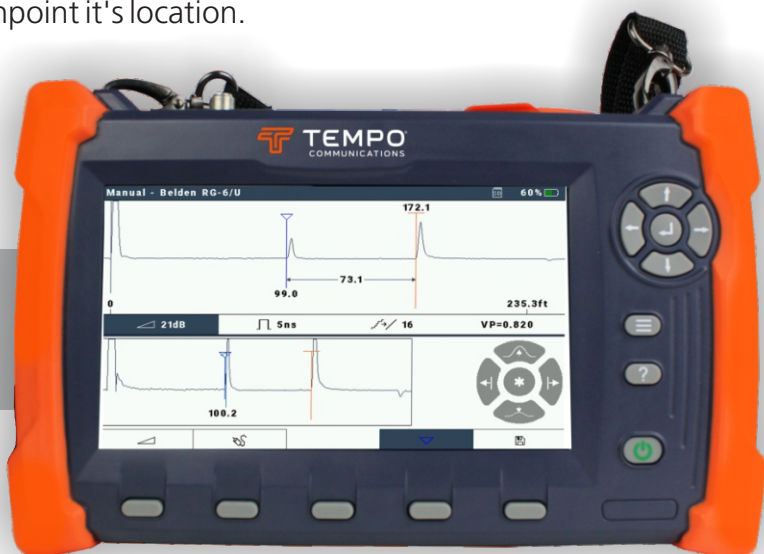 npoint it's location.
TEMPO
COMMUNICATIONS
Manual - Belden RG-6/U
60%
172.1
73.1
99.0
0
235.3ft
21dB
5ns
16
VP=0.820
100.2
?